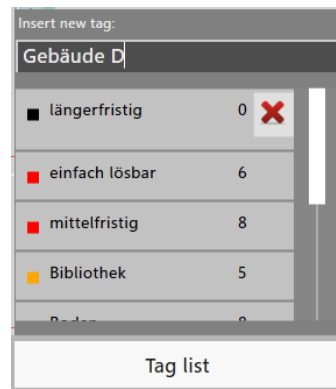 Insert new tag:
Gebäude D
längerfristig 0
einfach lösbar 6
mittelfristig 8
Bibliothek 5
Tag list